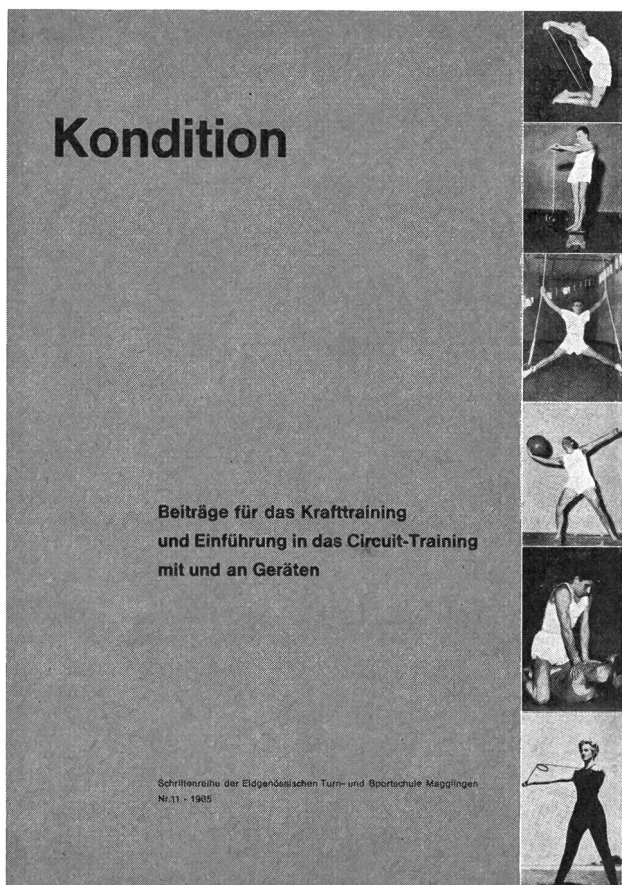 Kondition
Beiträge für das Krafttraining
und Einführung in das Circuit-Training
mit und an Geräten
Schriftenreihe der Eidgenössischen Turn- und Sportschule Magglingen
Nr.11 - 1965